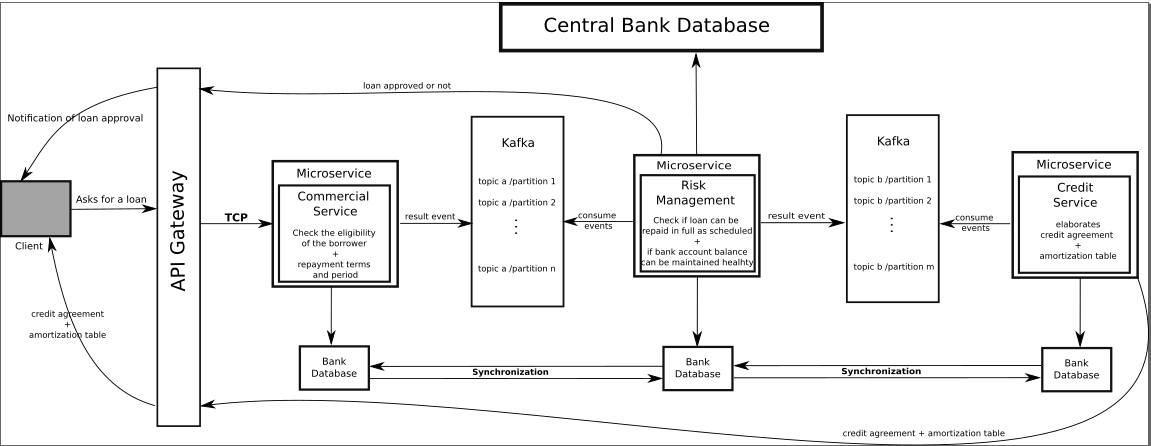 Central Bank Database
loan approved or not
Notification of loan approval
Asks for a loan
Client
API Gateway
TCP
credit agreement
+
amortization table
Microservice
Commercial
Service
Check the eligibility
of the borrower
+
repayment terms
and period
result event
Kafka
topic a /partition 1
topic a /partition 2
⋮
topic a /partition n
consume
events
Microservice
Risk
Management
Check if loan can be
repaid in full as scheduled
+
if bank account balance
can be maintained healhty
result event
Kafka
topic b /partition 1
topic b /partition 2
⋮
topic b /partition m
consume
events
Microservice
Credit
Service
elaborates
credit agreement
+
amortization table
Bank
Database
Synchronization
Bank
Database
Synchronization
Bank
Database
credit agreement + amortization table